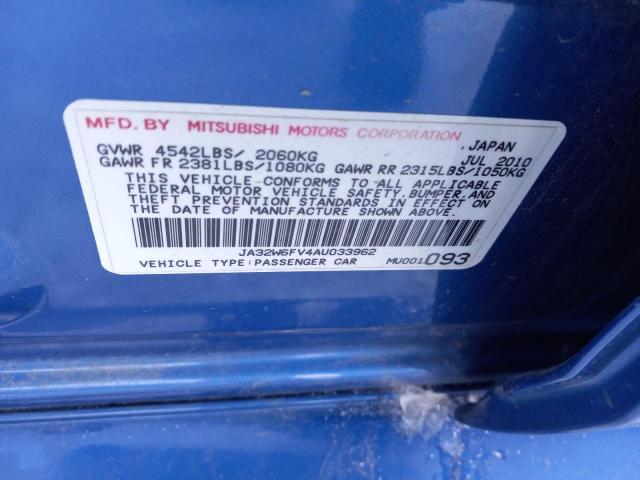 MFD. BY MITSUBISHI MOTORS CORPORATION, JAPAN
GVWR 4542LBS/ 2060KG JUL 2010
GAWR FR 2381LBS/1080KG GAWR RR 2315LBS/1050KG
THIS VEHICLE CONFORMS TO ALL APPLICABLE
FEDERAL MOTOR VEHICLE SAFETY,BUMPER,AND
THEFT PREVENTION STANDARDS IN EFFECT ON
THE DATE OF MANUFACTURE SHOWN ABOVE.
JA32W6FV4AU033962
VEHICLE TYPE:PASSENGER CAR MU001093